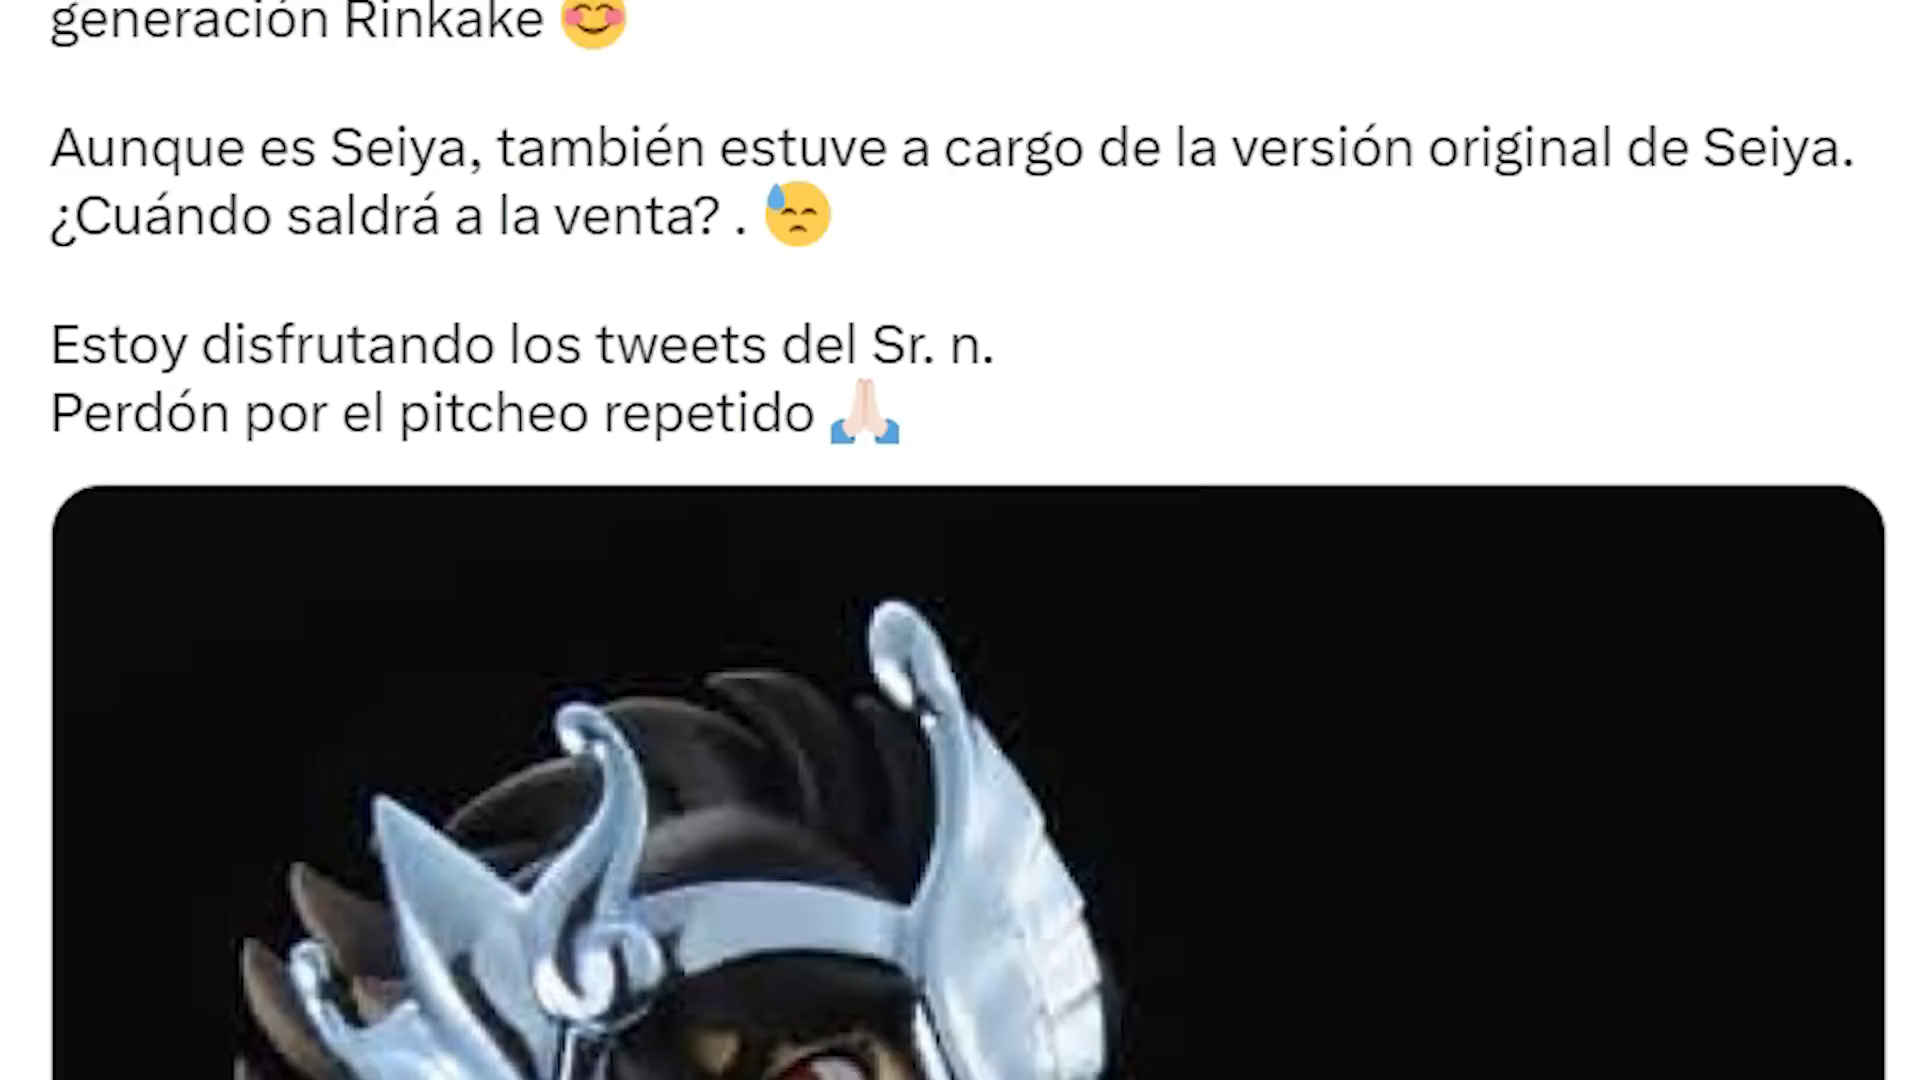 generación Rinkake 😊
Aunque es Seiya, también estuve a cargo de la versión original de Seiya.
¿Cuándo saldrá a la venta? . 😓
Estoy disfrutando los tweets del Sr. n.
Perdón por el pitcheo repetido 🙏🏻